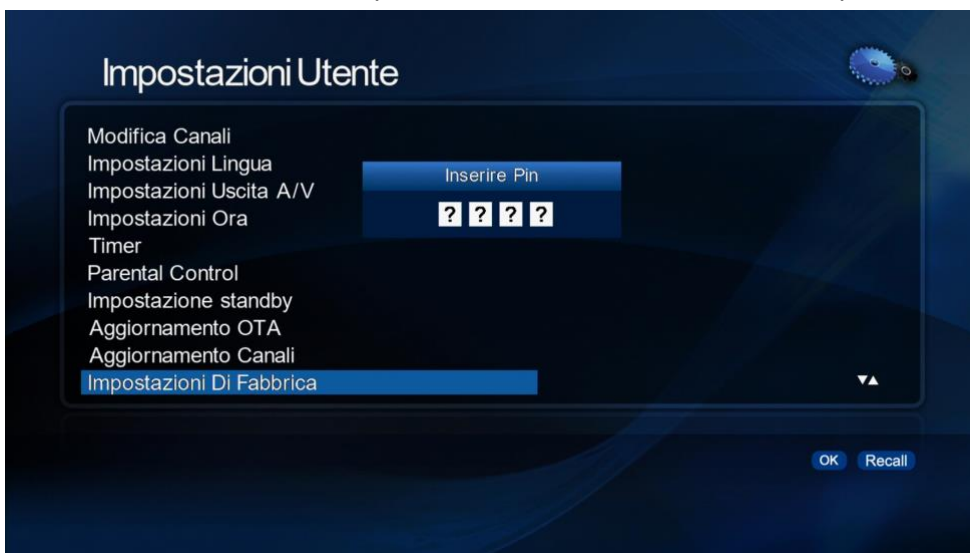 Impostazioni Utente
Modifica Canali
Impostazioni Lingua
Impostazioni Uscita A/V
Impostazioni Ora
Timer
Parental Control
Impostazione standby
Aggiornamento OTA
Aggiornamento Canali
Impostazioni Di Fabbrica
Inserire Pin
? ? ? ?
OK Recall